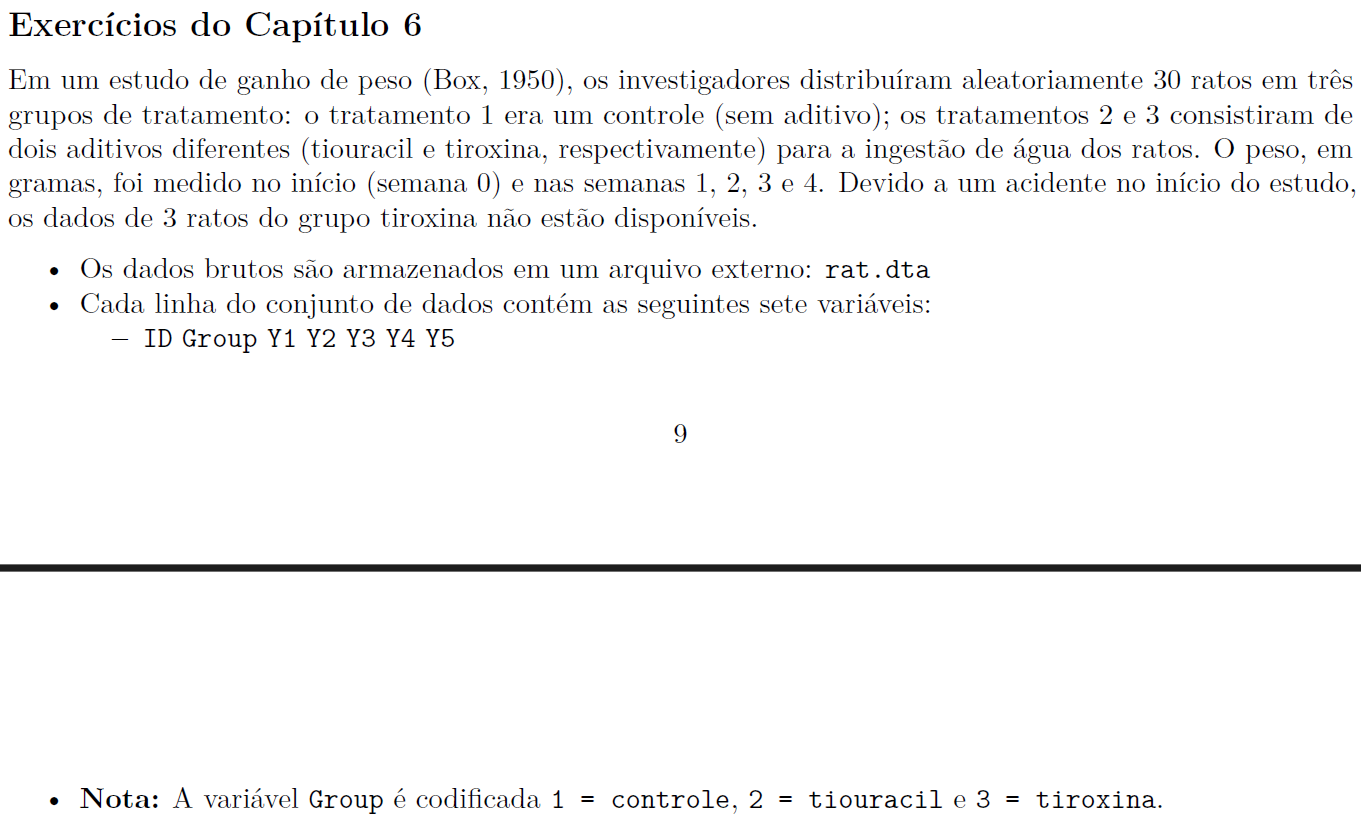 Exercícios do Capítulo 6
Em um estudo de ganho de peso (Box, 1950), os investigadores distribuíram aleatoriamente 30 ratos em três
grupos de tratamento: o tratamento 1 era um controle (sem aditivo); os tratamentos 2 e 3 consistiram de
dois aditivos diferentes (tiouracil e tiroxina, respectivamente) para a ingestão de água dos ratos. O peso, em
gramas, foi medido no início (semana 0) e nas semanas 1, 2, 3 e 4. Devido a um acidente no início do estudo,
os dados de 3 ratos do grupo tiroxina não estão disponíveis.
• Os dados brutos são armazenados em um arquivo externo: rat.dta
• Cada linha do conjunto de dados contém as seguintes sete variáveis:
– ID Group Y1 Y2 Y3 Y4 Y5
9
• Nota: A variável Group é codificada 1 = controle, 2 = tiouracil e 3 = tiroxina.